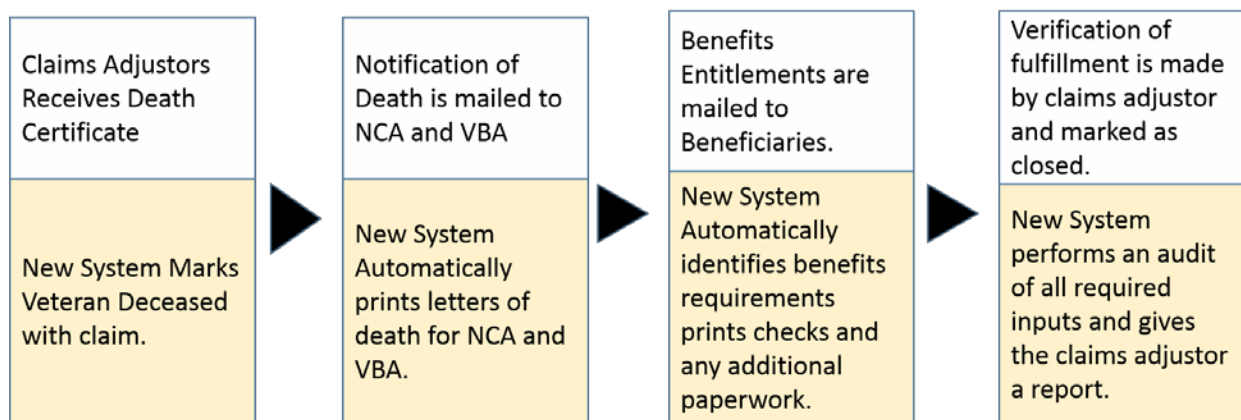 Claims Adjustors
Receives Death
Certificate
New System Marks
Veteran Deceased
with claim.
Notification of
Death is mailed to
NCA and VBA
New System
Automatically
prints letters of
death for NCA and
VBA.
Benefits
Entitlements are
mailed to
Beneficiaries.
New System
Automatically
identifies benefits
requirements
prints checks and
any additional
paperwork.
Verification of
fulfillment is made
by claims adjustor
and marked as
closed.
New System
performs an audit
of all required
inputs and gives
the claims adjustor
a report.